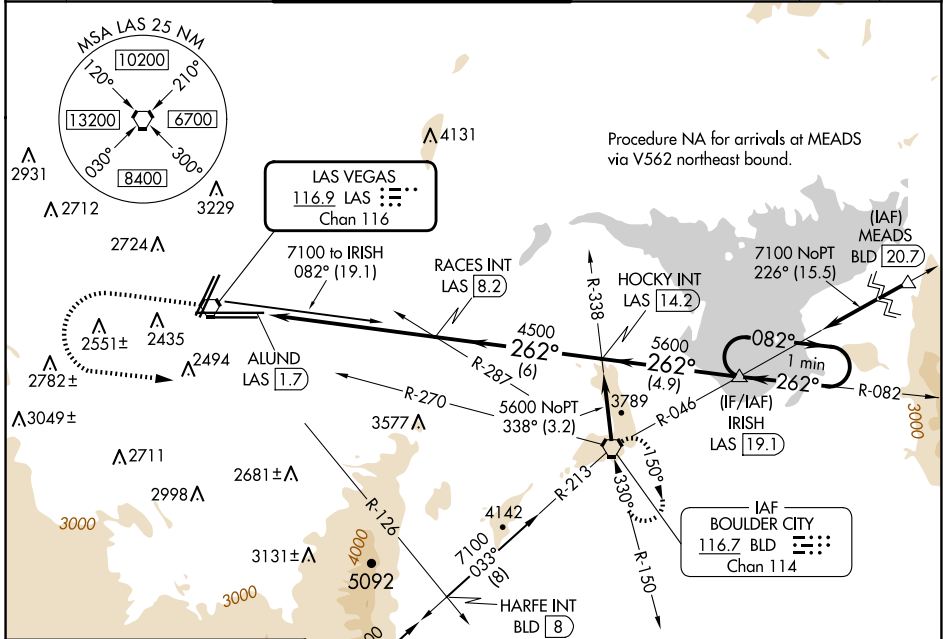 MSA LAS 25 NM
10200
120°
210°
13200
6700
030°
300°
8400
2931
2712
2724
3229
4131
Procedure NA for arrivals at MEADS
via V562 northeast bound.
LAS VEGAS
116.9 LAS
Chan 116
7100 to IRISH
082° (19.1)
RACES INT
LAS 8.2
HOCKY INT
LAS 14.2
R-338
(IAF)
MEADS
BLD 20.7
7100 NoPT
226° (15.5)
2551±
2435
2494
2782±
3049±
ALUND
LAS 1.7
4500
262°
(6)
5600
262°
(4.9)
082°
1 min
262°
R-082
R-287
R-270
5600 NoPT
338° (3.2)
3789
R-046
(IF/IAF)
IRISH
LAS 19.1
3000
3577
2711
2681±
2998
R-126
R-213
150°
330°
R-150
IAF
BOULDER CITY
116.7 BLD
Chan 114
3000
3131±
4000
5092
4142
7100
033°
(8)
HARFE INT
BLD 8
3000